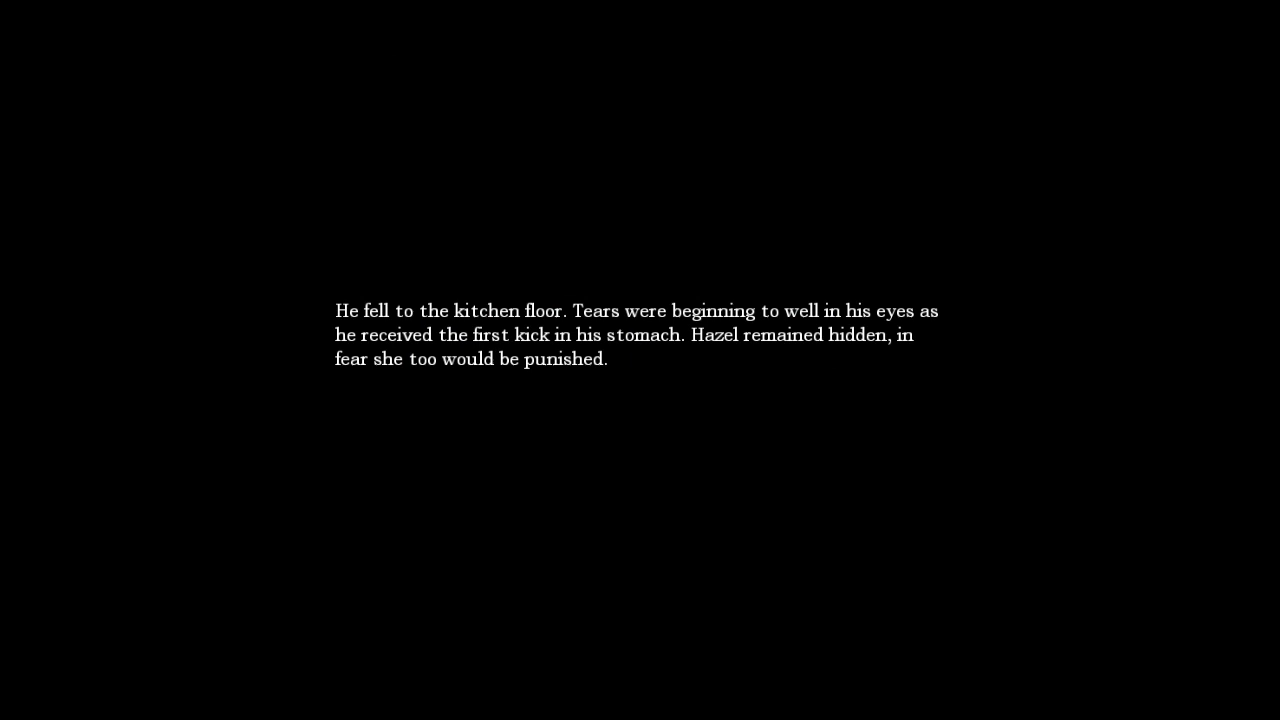 He fell to the kitchen floor. Tears were beginning to well in his eyes as
he received the first kick in his stomach. Hazel remained hidden, in
fear she too would be punished.